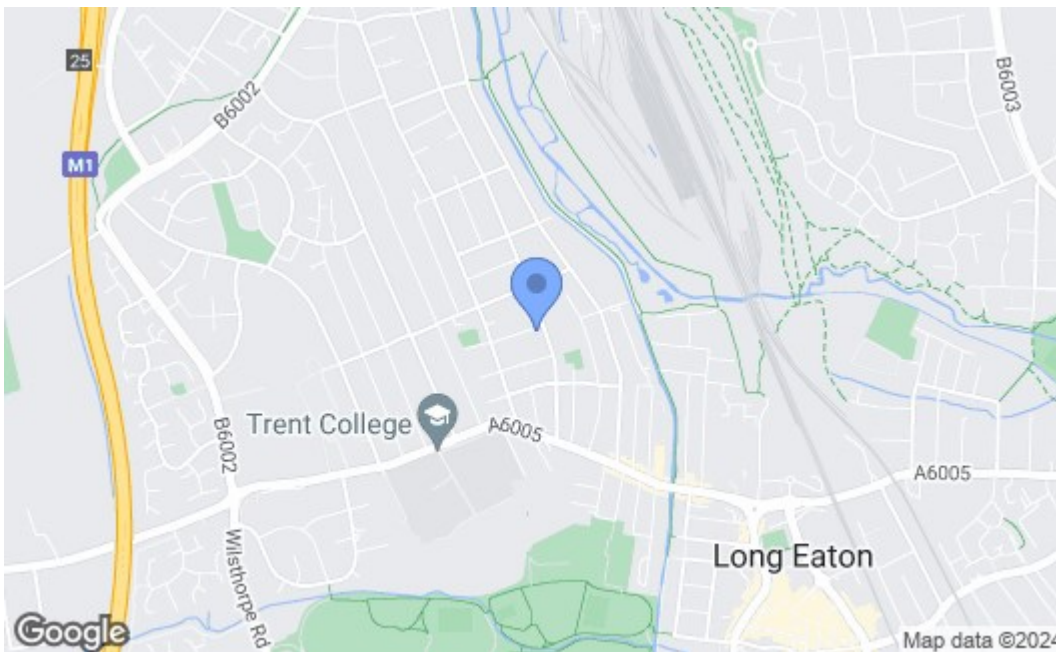 25
B6002
B6003
M1
Trent College
A6005
B6002
A6005
Wilsthorpe Rd
Long Eaton
Google
Map data ©2024